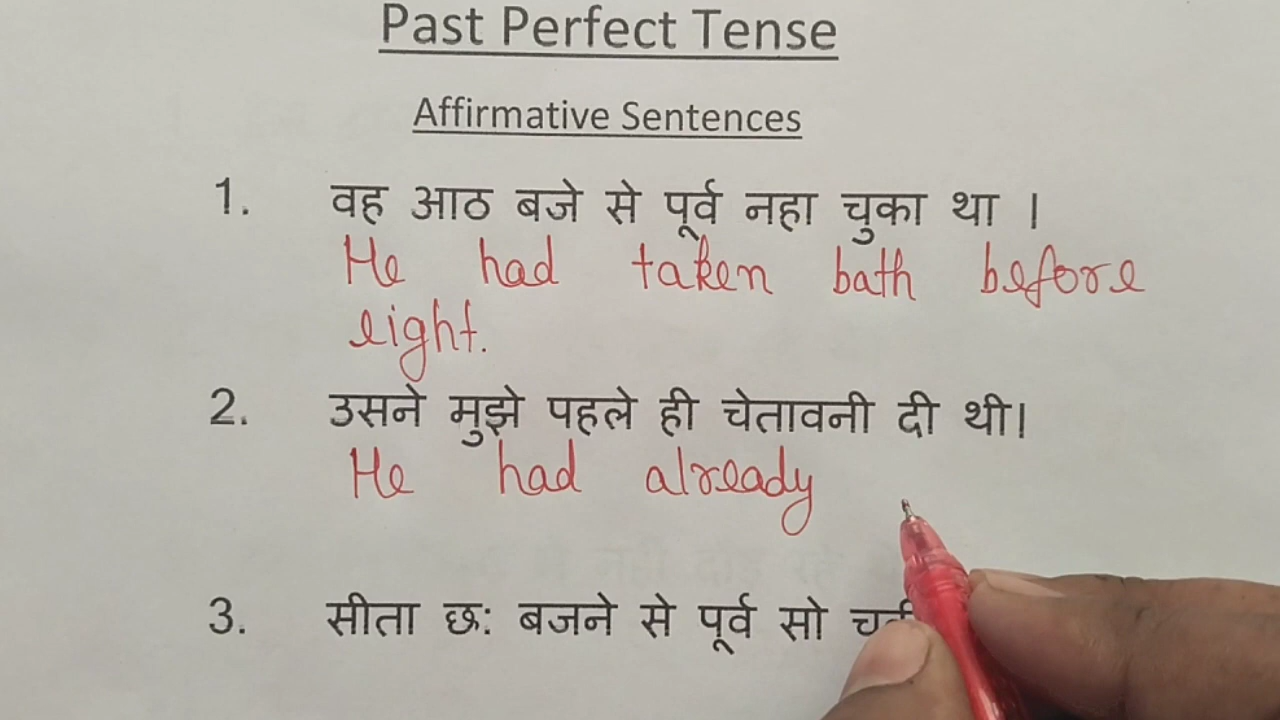 Past Perfect Tense
Affirmative Sentences
1. वह आठ बजे से पूर्व नहा चुका था ।
He had taken bath before
eight.
2. उसने मुझे पहले ही चेतावनी दी थी।
He had already
3. सीता छ: बजने से पूर्व सो